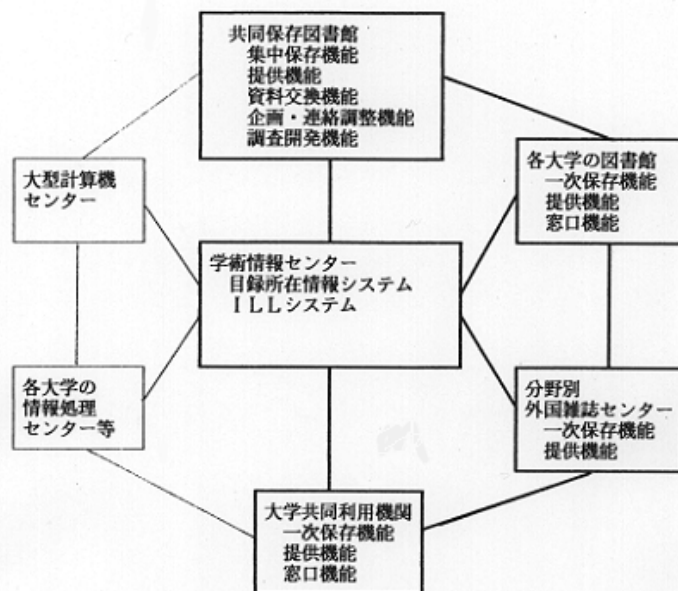 共同保存図書館
集中保存機能
提供機能
資料交換機能
企画・連絡調整機能
調査開発機能
大型計算機
センター
各大学の図書館
一次保存機能
提供機能
窓口機能
学術情報センター
目録所在情報システム
ＩＬＬシステム
各大学の
情報処理
センター等
分野別
外国雑誌センター
一次保存機能
提供機能
大学共同利用機関
一次保存機能
提供機能
窓口機能